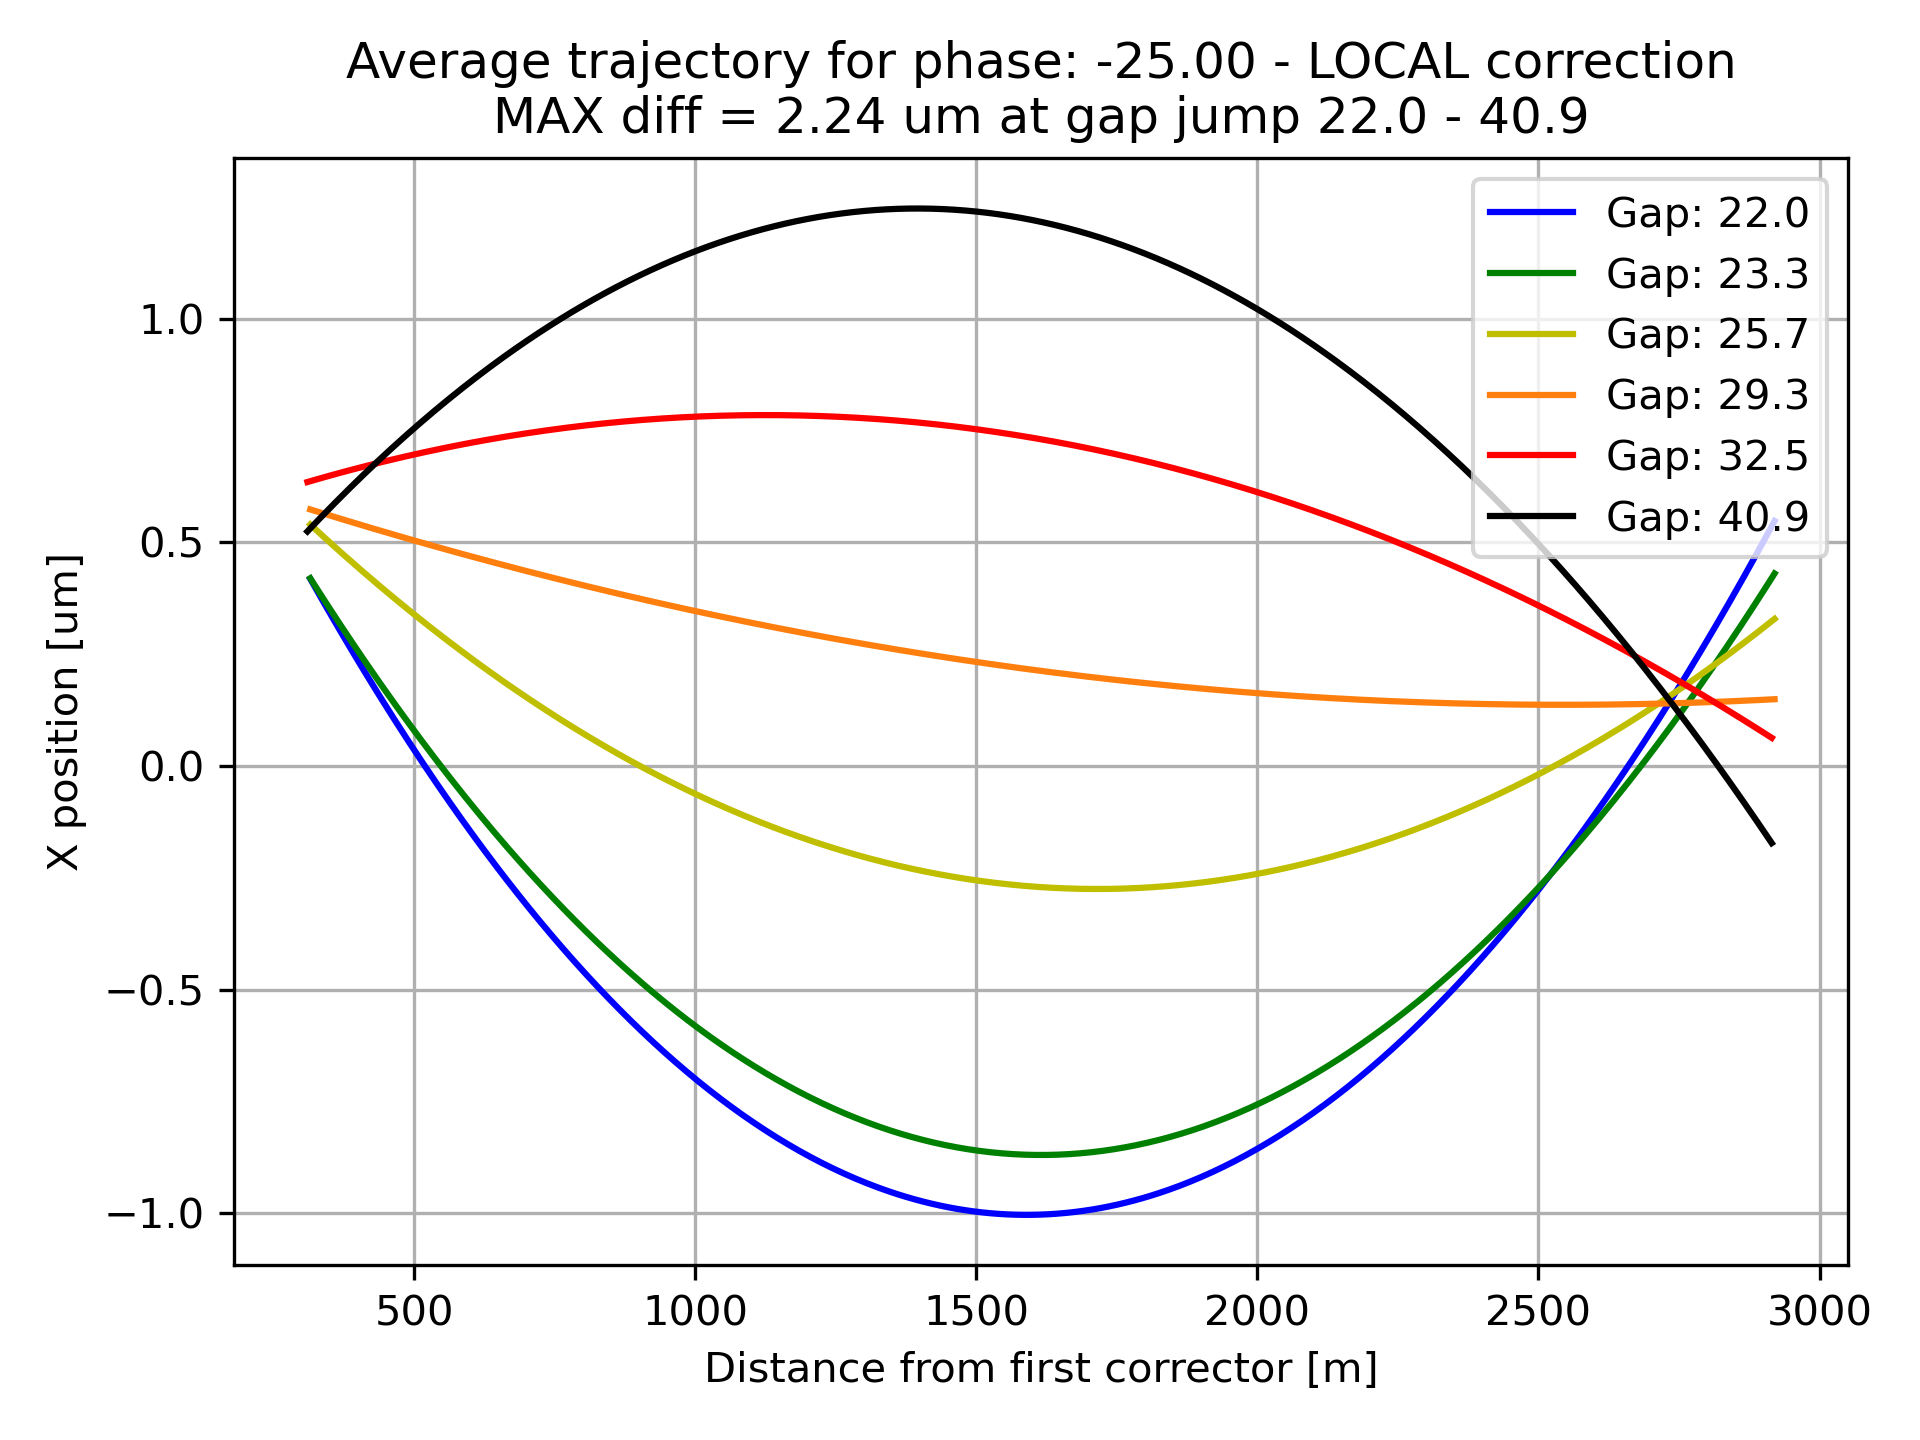 Average trajectory for phase: -25.00 - LOCAL correction
MAX diff = 2.24 um at gap jump 22.0 - 40.9
Gap: 22.0
Gap: 23.3
Gap: 25.7
Gap: 29.3
Gap: 32.5
Gap: 40.9
X position [um]
1.0
0.5
0.0
−0.5
−1.0
500 1000 1500 2000 2500 3000
Distance from first corrector [m]